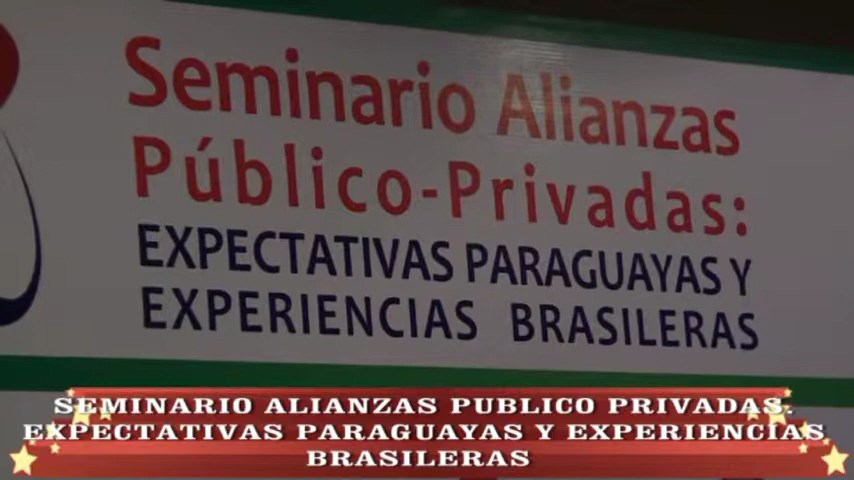 Seminario Alianzas
Público-Privadas:
EXPECTATIVAS PARAGUAYAS Y
EXPERIENCIAS BRASILERAS
SEMINARIO ALIANZAS PUBLICO PRIVADAS.
EXPECTATIVAS PARAGUAYAS Y EXPERIENCIAS
BRASILERAS